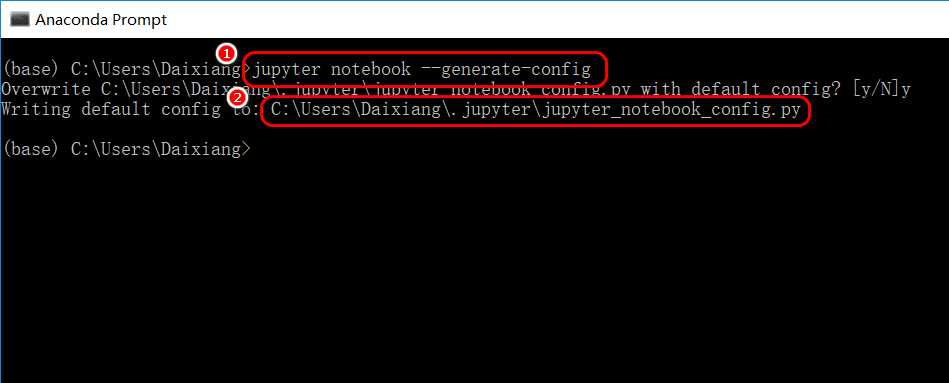 Anaconda Prompt
1
(base) C:\Users\Daixiang>jupyter notebook --generate-config
Overwrite C:\Users\Daixiang\.jupyter\jupyter_notebook_config.py with default config? [y/N]y
2
Writing default config to: C:\Users\Daixiang\.jupyter\jupyter_notebook_config.py
(base) C:\Users\Daixiang>